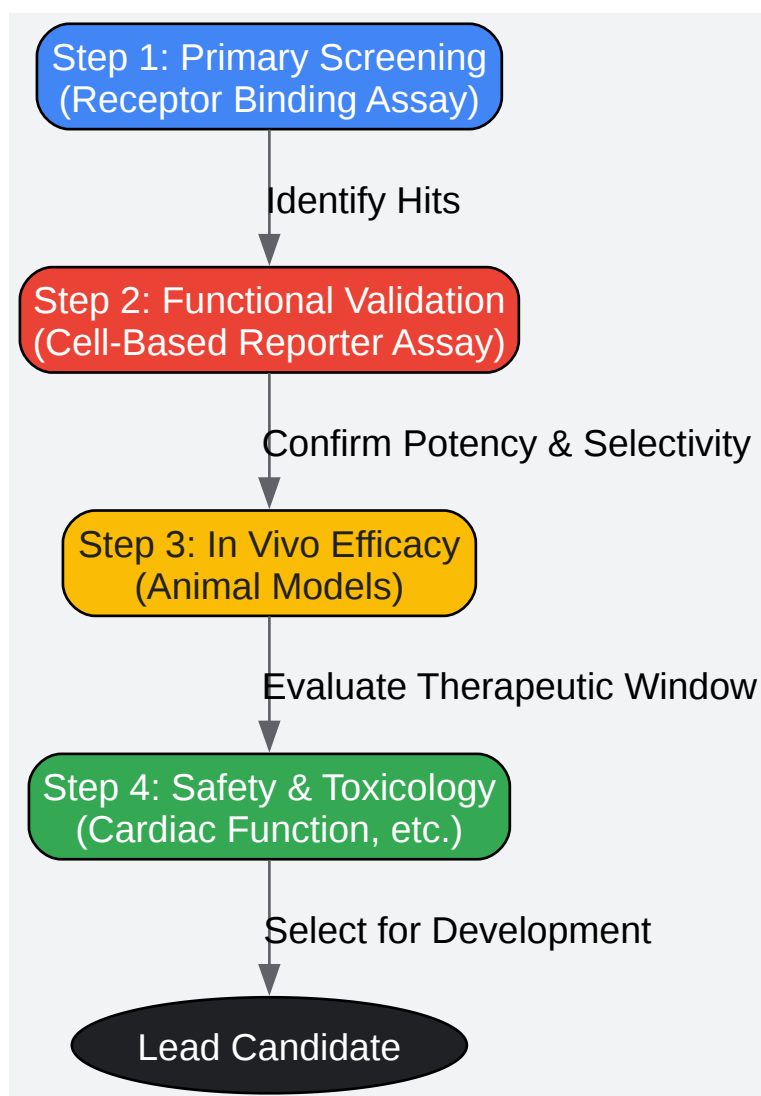 Step 1: Primary Screening
(Receptor Binding Assay)
Identify Hits
Step 2: Functional Validation
(Cell-Based Reporter Assay)
Confirm Potency & Selectivity
Step 3: In Vivo Efficacy
(Animal Models)
Evaluate Therapeutic Window
Step 4: Safety & Toxicology
(Cardiac Function, etc.)
Select for Development
Lead Candidate